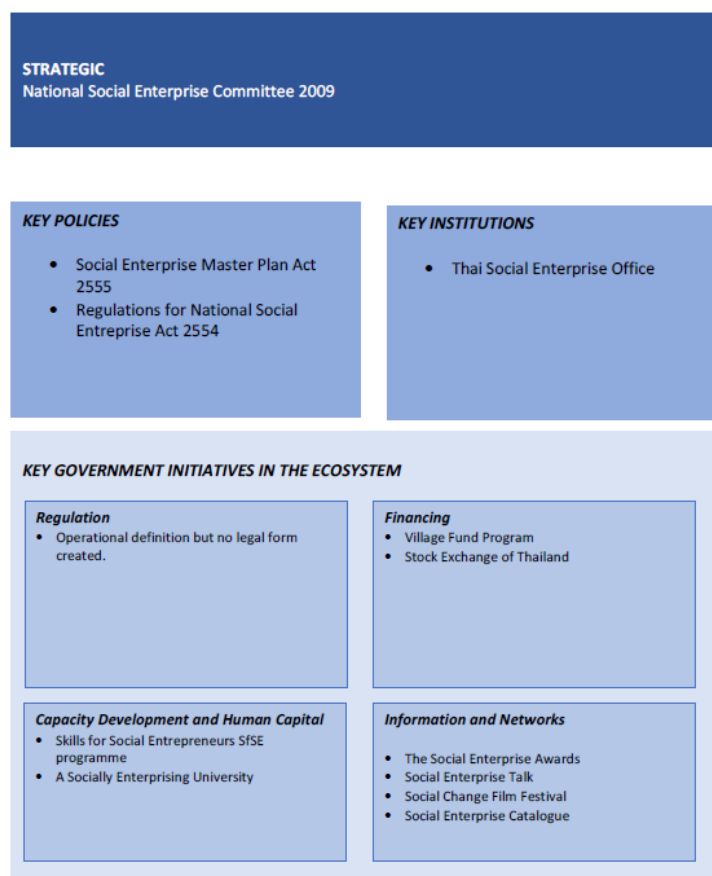 STRATEGIC
National Social Enterprise Committee 2009
KEY POLICIES
• Social Enterprise Master Plan Act
2555
• Regulations for National Social
Entreprise Act 2554
KEY INSTITUTIONS
• Thai Social Enterprise Office
KEY GOVERNMENT INITIATIVES IN THE ECOSYSTEM
Regulation
• Operational definition but no legal form
created.
Financing
• Village Fund Program
• Stock Exchange of Thailand
Capacity Development and Human Capital
• Skills for Social Entrepreneurs SfSE
programme
• A Socially Enterprising University
Information and Networks
• The Social Enterprise Awards
• Social Enterprise Talk
• Social Change Film Festival
• Social Enterprise Catalogue